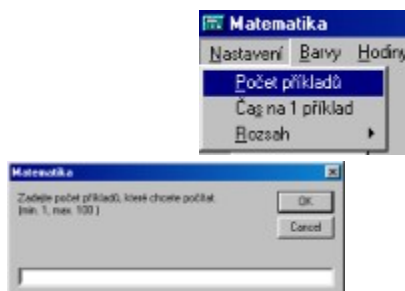 Matematika
Nastavení Barvy Hodiny
Počet příkladů
Čas na 1 příklad
Rozsah
Matematika
Zadejte počet příkladů, které chcete počítat
(min. 1, max. 100 )
OK
Cancel